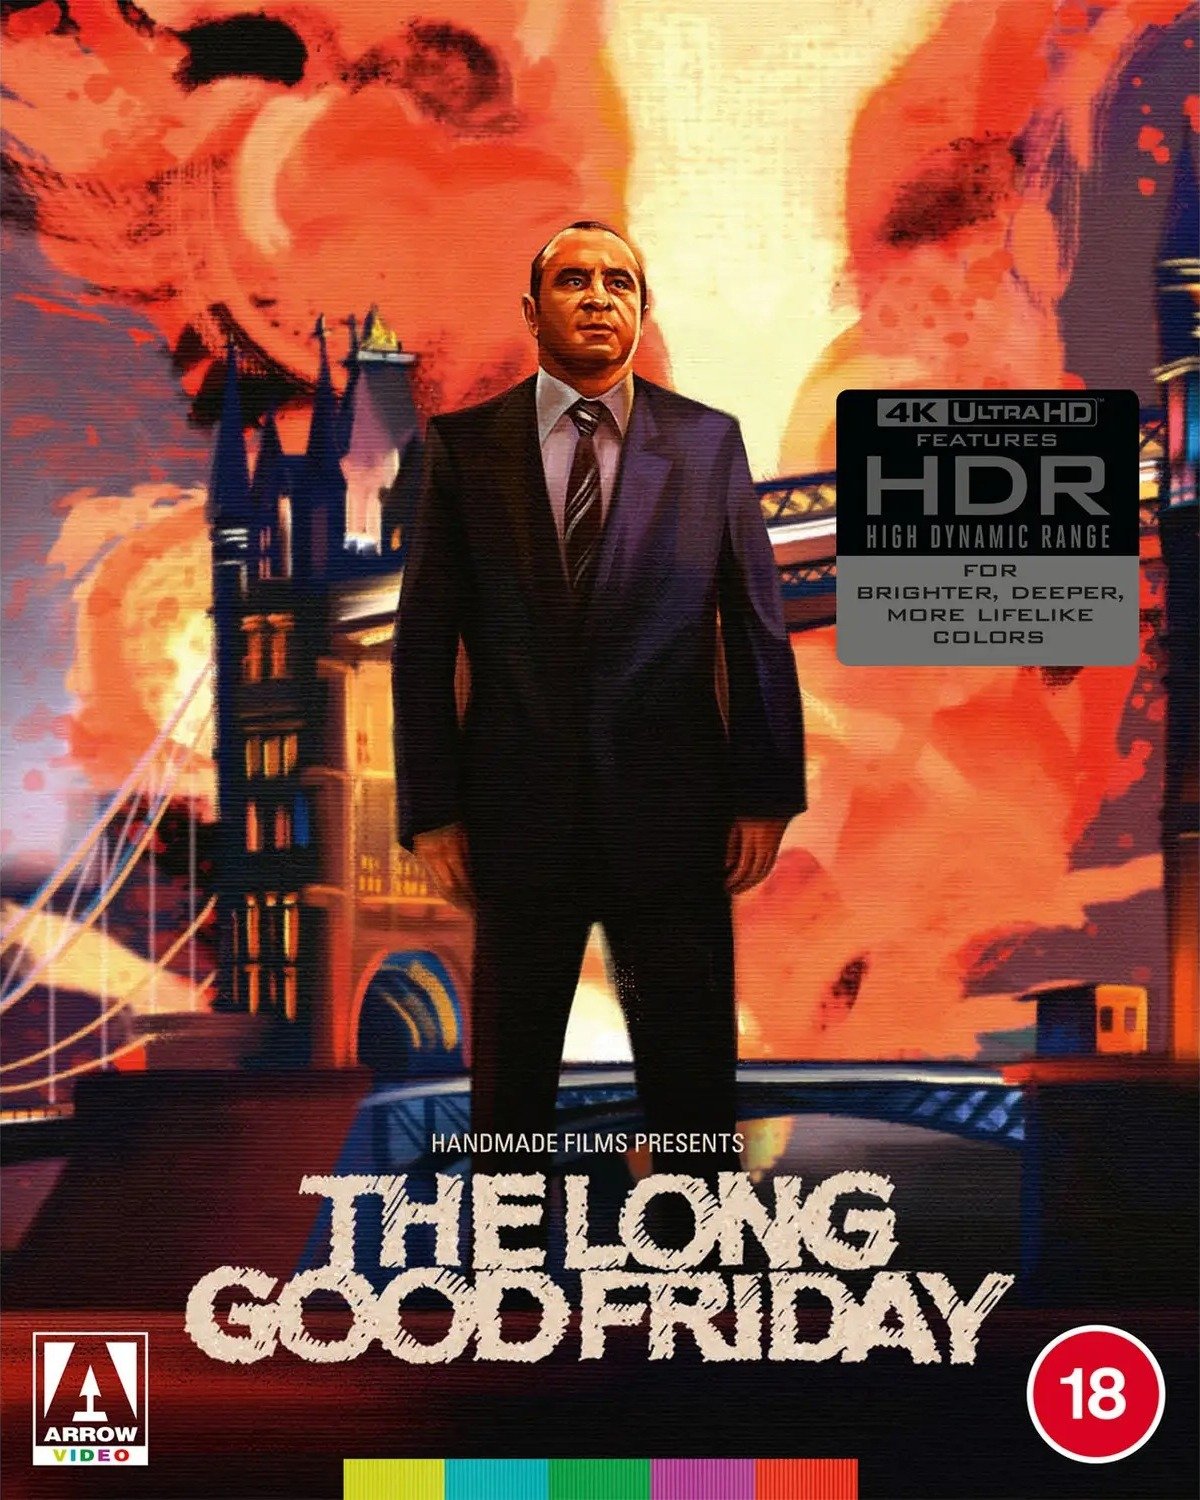 4K ULTRA HD™
FEATURES
HDR
HIGH DYNAMIC RANGE
FOR
BRIGHTER, DEEPER,
MORE LIFELIKE
COLORS
HANDMADE FILMS PRESENTS
THE LONG
GOOD FRIDAY
ARROW
VIDEO
18